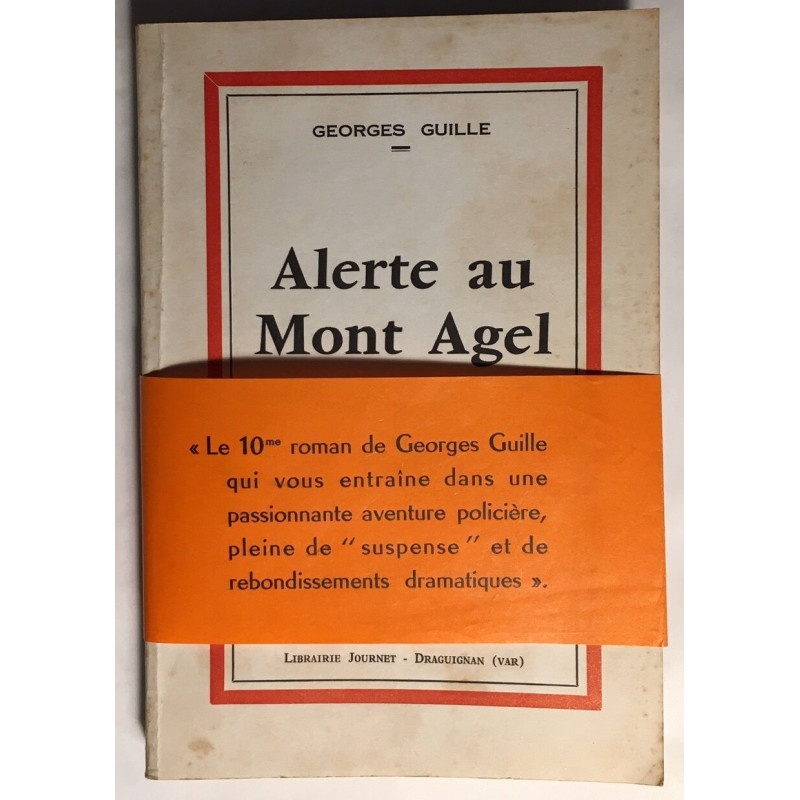 GEORGES GUILLE
Alerte au
Mont Agel
« Le 10me roman de Georges Guille
qui vous entraîne dans une
passionnante aventure policière,
pleine de “ suspense ” et de
rebondissements dramatiques ».
LIBRAIRIE JOURNET - DRAGUIGNAN (VAR)